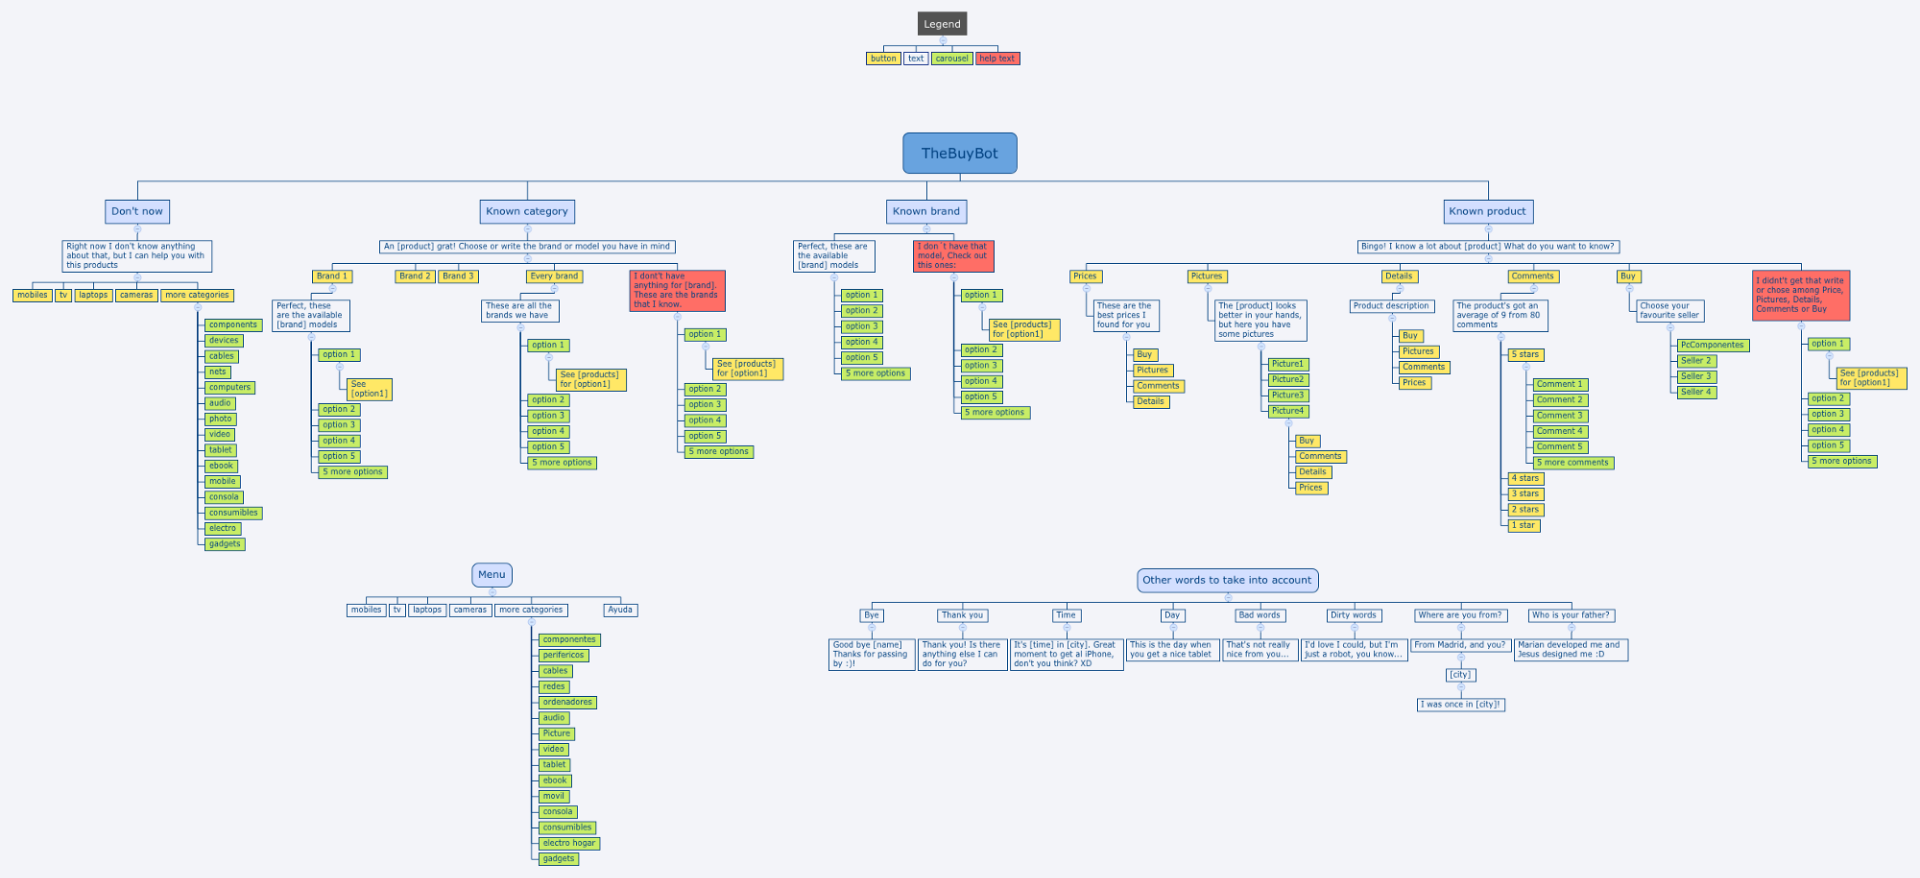 Legend
button
text
carousel
help text
TheBuyBot
Don't now
Right now I don't know anything
about that, but I can help you with
this products
mobiles
tv
laptops
cameras
more categories
components
devices
cables
nets
computers
audio
photo
video
tablet
ebook
mobile
consola
consumibles
electro
gadgets
Known category
An [product] grat! Choose or write the brand or model you have in mind
Brand 1
Perfect, these
are the available
[brand] models
option 1
See
[option1]
option 2
option 3
option 4
option 5
5 more options
Brand 2
Brand 3
Every brand
These are all the
brands we have
option 1
See [products]
for [option1]
option 2
option 3
option 4
option 5
5 more options
I dont't have
anything for [brand].
These are the brands
that I know.
option 1
See [products]
for [option1]
option 2
option 3
option 4
option 5
5 more options
Known brand
Perfect, these are
the available
[brand] models
option 1
option 2
option 3
option 4
option 5
5 more options
I don´t have that
model, Check out
this ones:
option 1
See [products]
for [option1]
option 2
option 3
option 4
option 5
5 more options
Known product
Bingo! I know a lot about [product] What do you want to know?
Prices
These are the
best prices I
found for you
Buy
Pictures
Comments
Details
Pictures
The [product] looks
better in your hands,
but here you have
some pictures
Picture1
Picture2
Picture3
Picture4
Buy
Comments
Details
Prices
Details
Product description
Buy
Pictures
Comments
Prices
Comments
The product's got an
average of 9 from 80
comments
5 stars
Comment 1
Comment 2
Comment 3
Comment 4
Comment 5
5 more comments
4 stars
3 stars
2 stars
1 star
Buy
Choose your
favourite seller
PcComponentes
Seller 2
Seller 3
Seller 4
I didnt't get that write
or chose among Price,
Pictures, Details,
Comments or Buy
option 1
See [products]
for [option1]
option 2
option 3
option 4
option 5
5 more options
Menu
mobiles
tv
laptops
cameras
more categories
Ayuda
componentes
perifericos
cables
redes
ordenadores
audio
Picture
video
tablet
ebook
movil
consola
consumibles
electro hogar
gadgets
Other words to take into account
Bye
Good bye [name]
Thanks for passing
by :)!
Thank you
Thank you! Is there
anything else I can
do for you?
Time
It's [time] in [city]. Great
moment to get al iPhone,
don't you think? XD
Day
This is the day when
you get a nice tablet
Bad words
That's not really
nice from you...
Dirty words
I'd love I could, but I'm
just a robot, you know...
Where are you from?
From Madrid, and you?
[city]
I was once in [city]!
Who is your father?
Marian developed me and
Jesus designed me :D